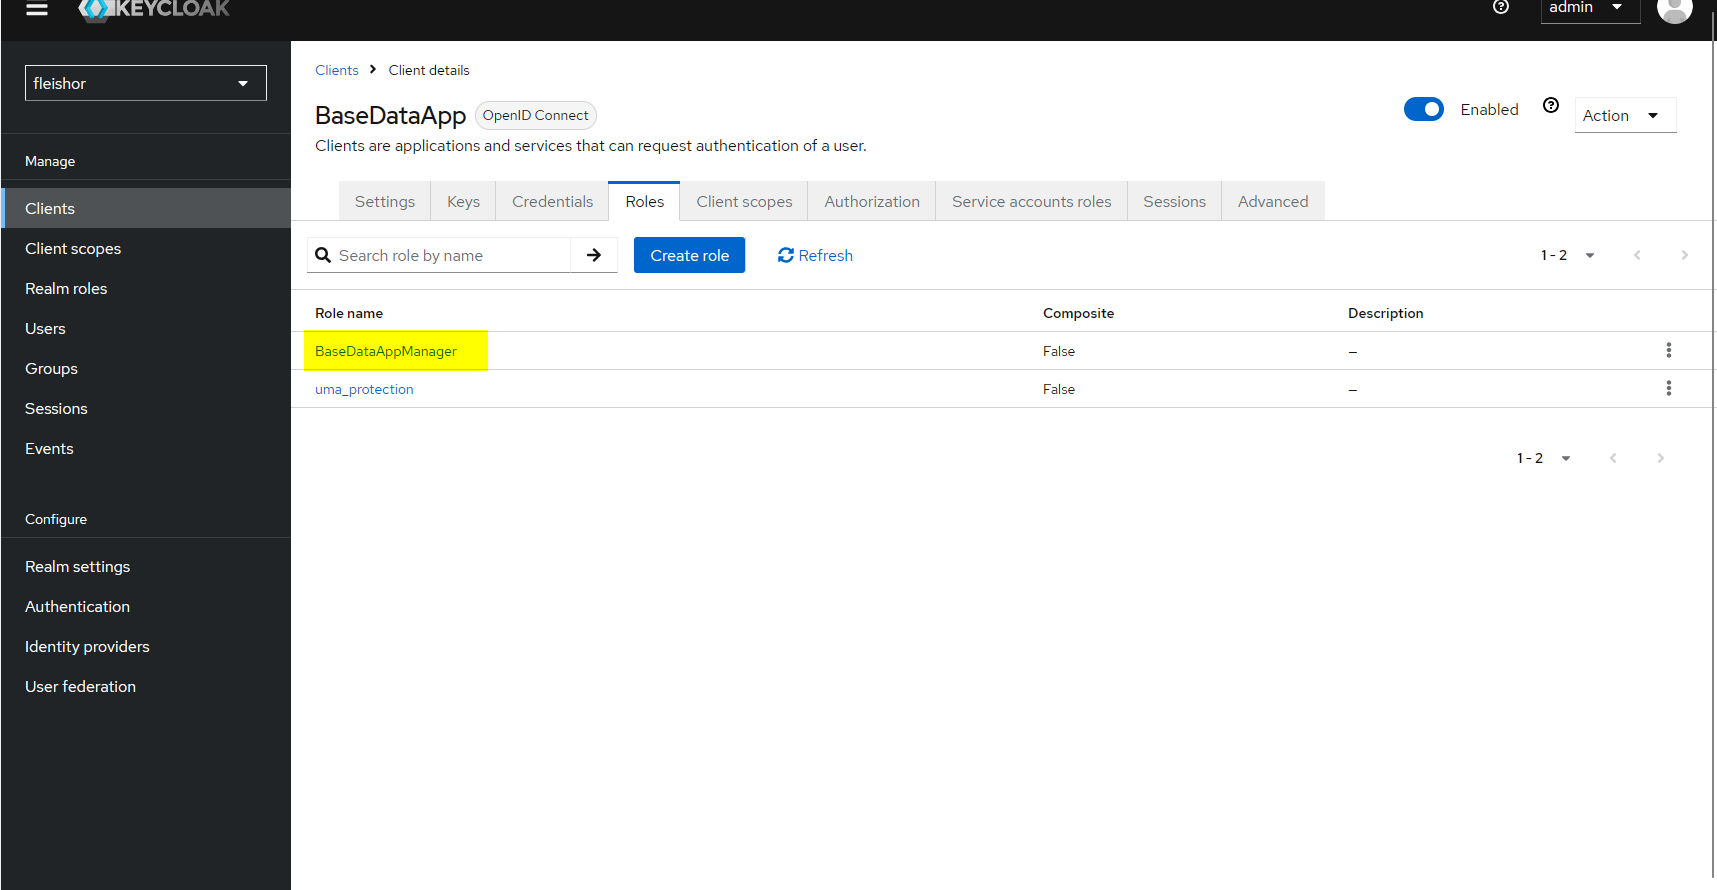 KEYCLOAK
admin
fleishor
Manage
Clients
Client scopes
Realm roles
Users
Groups
Sessions
Events
Configure
Realm settings
Authentication
Identity providers
User federation
Clients Client details
BaseDataApp OpenID Connect
Enabled Action
Clients are applications and services that can request authentication of a user.
Settings Keys Credentials Roles Client scopes Authorization Service accounts roles Sessions Advanced
Search role by name Create role Refresh 1 - 2
Role name Composite Description
BaseDataAppManager False –
uma_protection False –
1 - 2